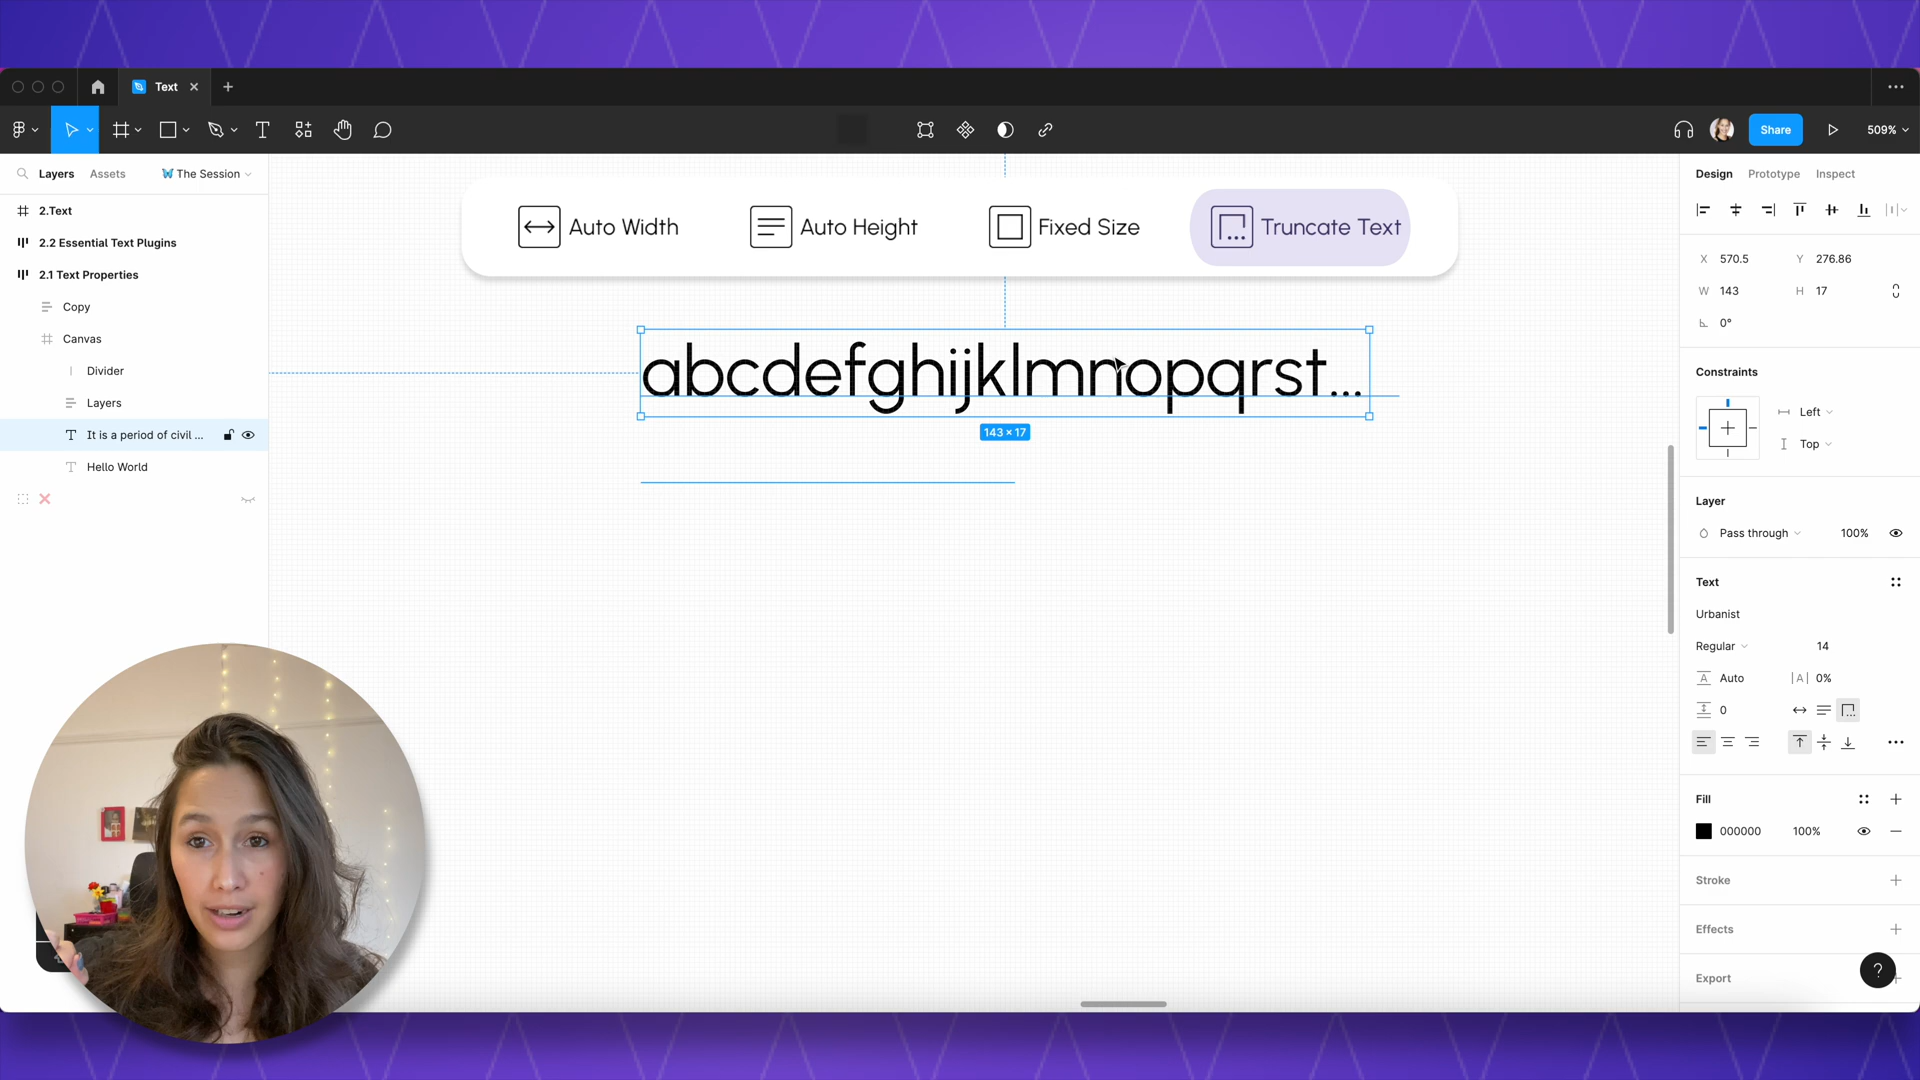 Text
Share
509%
Layers Assets 🦋 The Session
2.Text
2.2 Essential Text Plugins
2.1 Text Properties
Copy
Canvas
Divider
Layers
It is a period of civil ...
Hello World
Auto Width Auto Height Fixed Size Truncate Text
abcdefghijklmnopqrst...
143 × 17
Design Prototype Inspect
X 570.5 Y 276.86
W 143 H 17
0°
Constraints
Left
Top
Layer
Pass through 100%
Text
Urbanist
Regular 14
Auto 0%
0
Fill
000000 100%
Stroke
Effects
Export
?